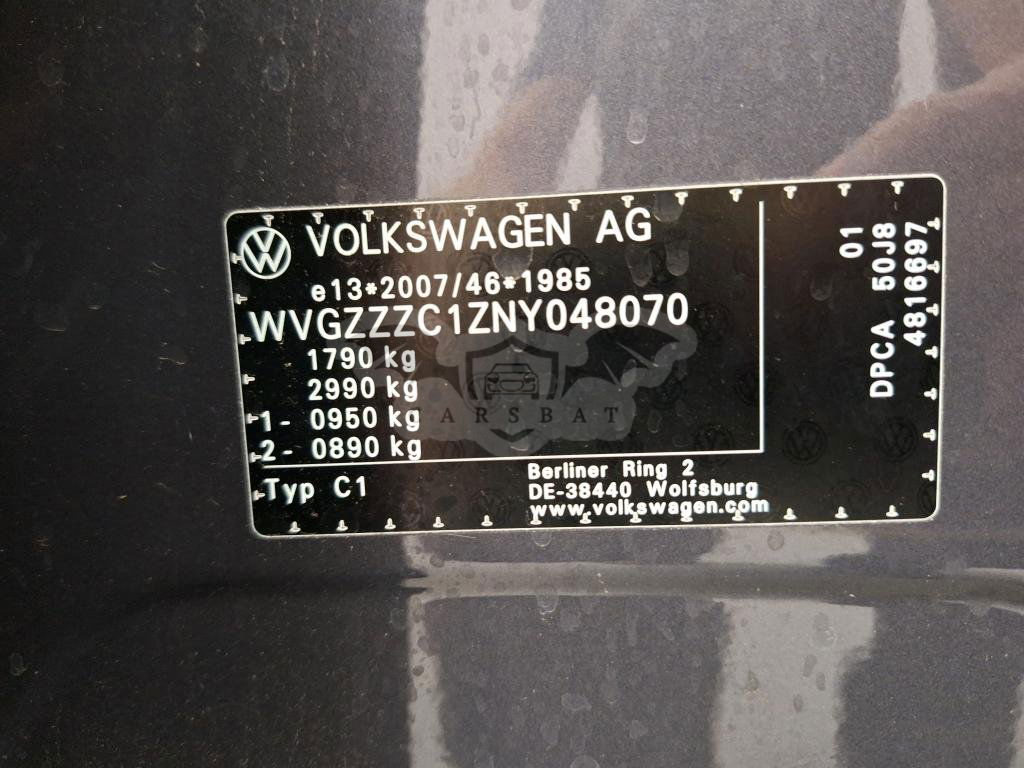 VOLKSWAGEN AG
e13*2007/46*1985
WVGZZZC1ZNY048070
1790 kg
2990 kg
1- 0950 kg
2- 0890 kg
Typ C1
Berliner Ring 2
DE-38440 Wolfsburg
www.volkswagen.com
01
DPCA 50J8
4816697
CARSBAT